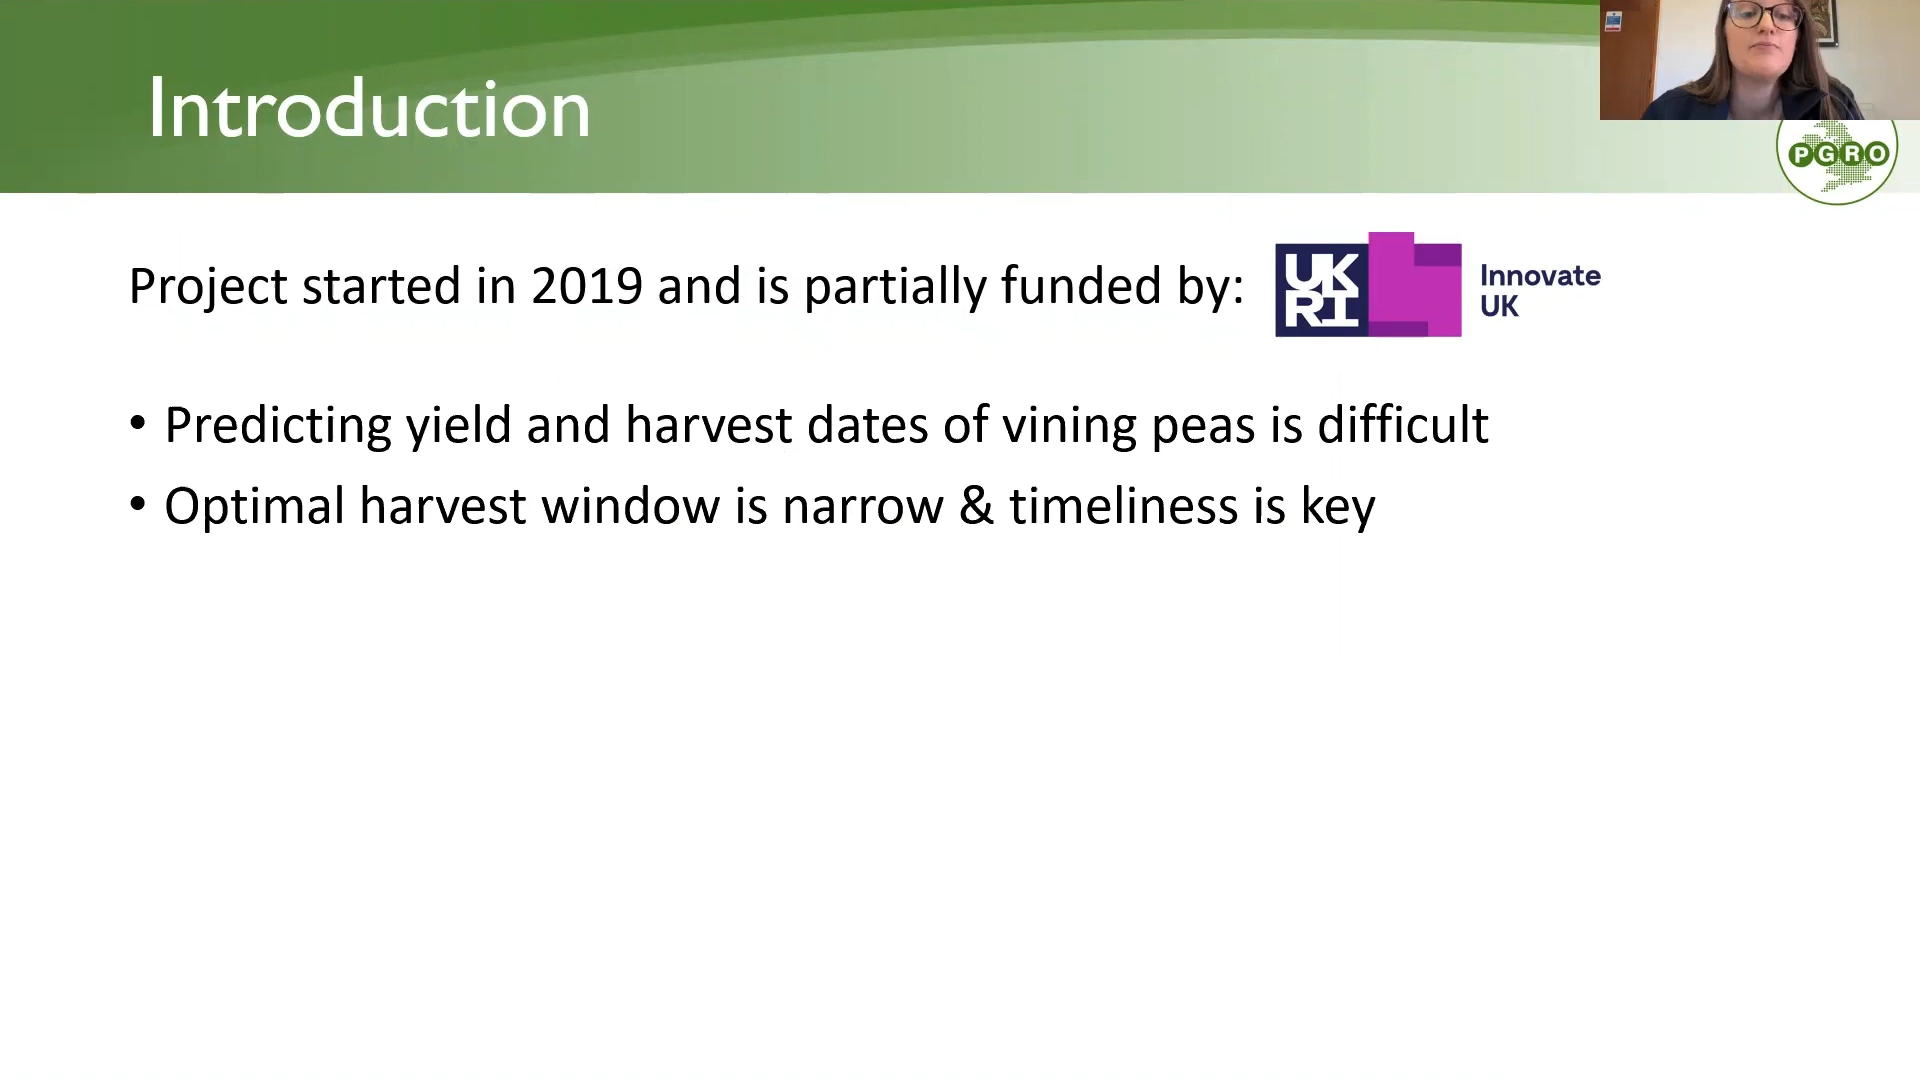 Introduction
PGRO
Project started in 2019 and is partially funded by:
UK
RI
Innovate
UK
• Predicting yield and harvest dates of vining peas is difficult
• Optimal harvest window is narrow & timeliness is key